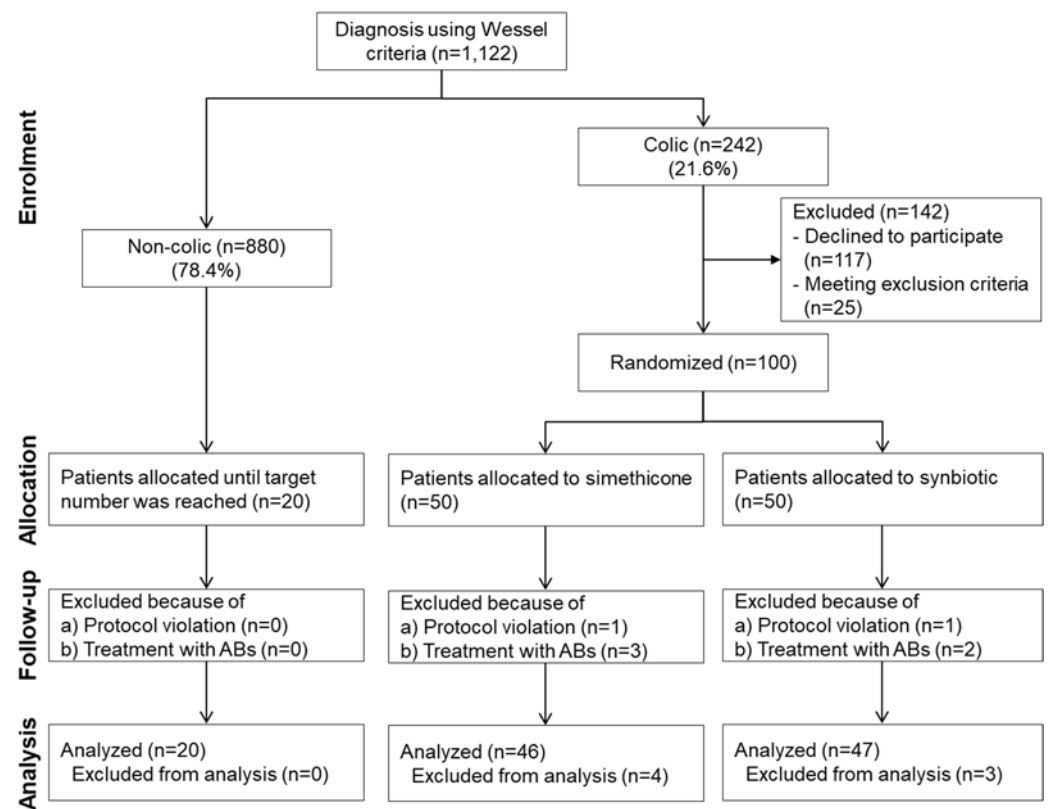 Diagnosis using Wessel
criteria (n=1,122)
Enrolment
Colic (n=242)
(21.6%)
Excluded (n=142)
- Declined to participate
(n=117)
- Meeting exclusion criteria
(n=25)
Non-colic (n=880)
(78.4%)
Randomized (n=100)
Allocation
Patients allocated until target
number was reached (n=20)
Patients allocated to simethicone
(n=50)
Patients allocated to synbiotic
(n=50)
Follow-up
Excluded because of
a) Protocol violation (n=0)
b) Treatment with ABs (n=0)
Excluded because of
a) Protocol violation (n=1)
b) Treatment with ABs (n=3)
Excluded because of
a) Protocol violation (n=1)
b) Treatment with ABs (n=2)
Analysis
Analyzed (n=20)
Excluded from analysis (n=0)
Analyzed (n=46)
Excluded from analysis (n=4)
Analyzed (n=47)
Excluded from analysis (n=3)